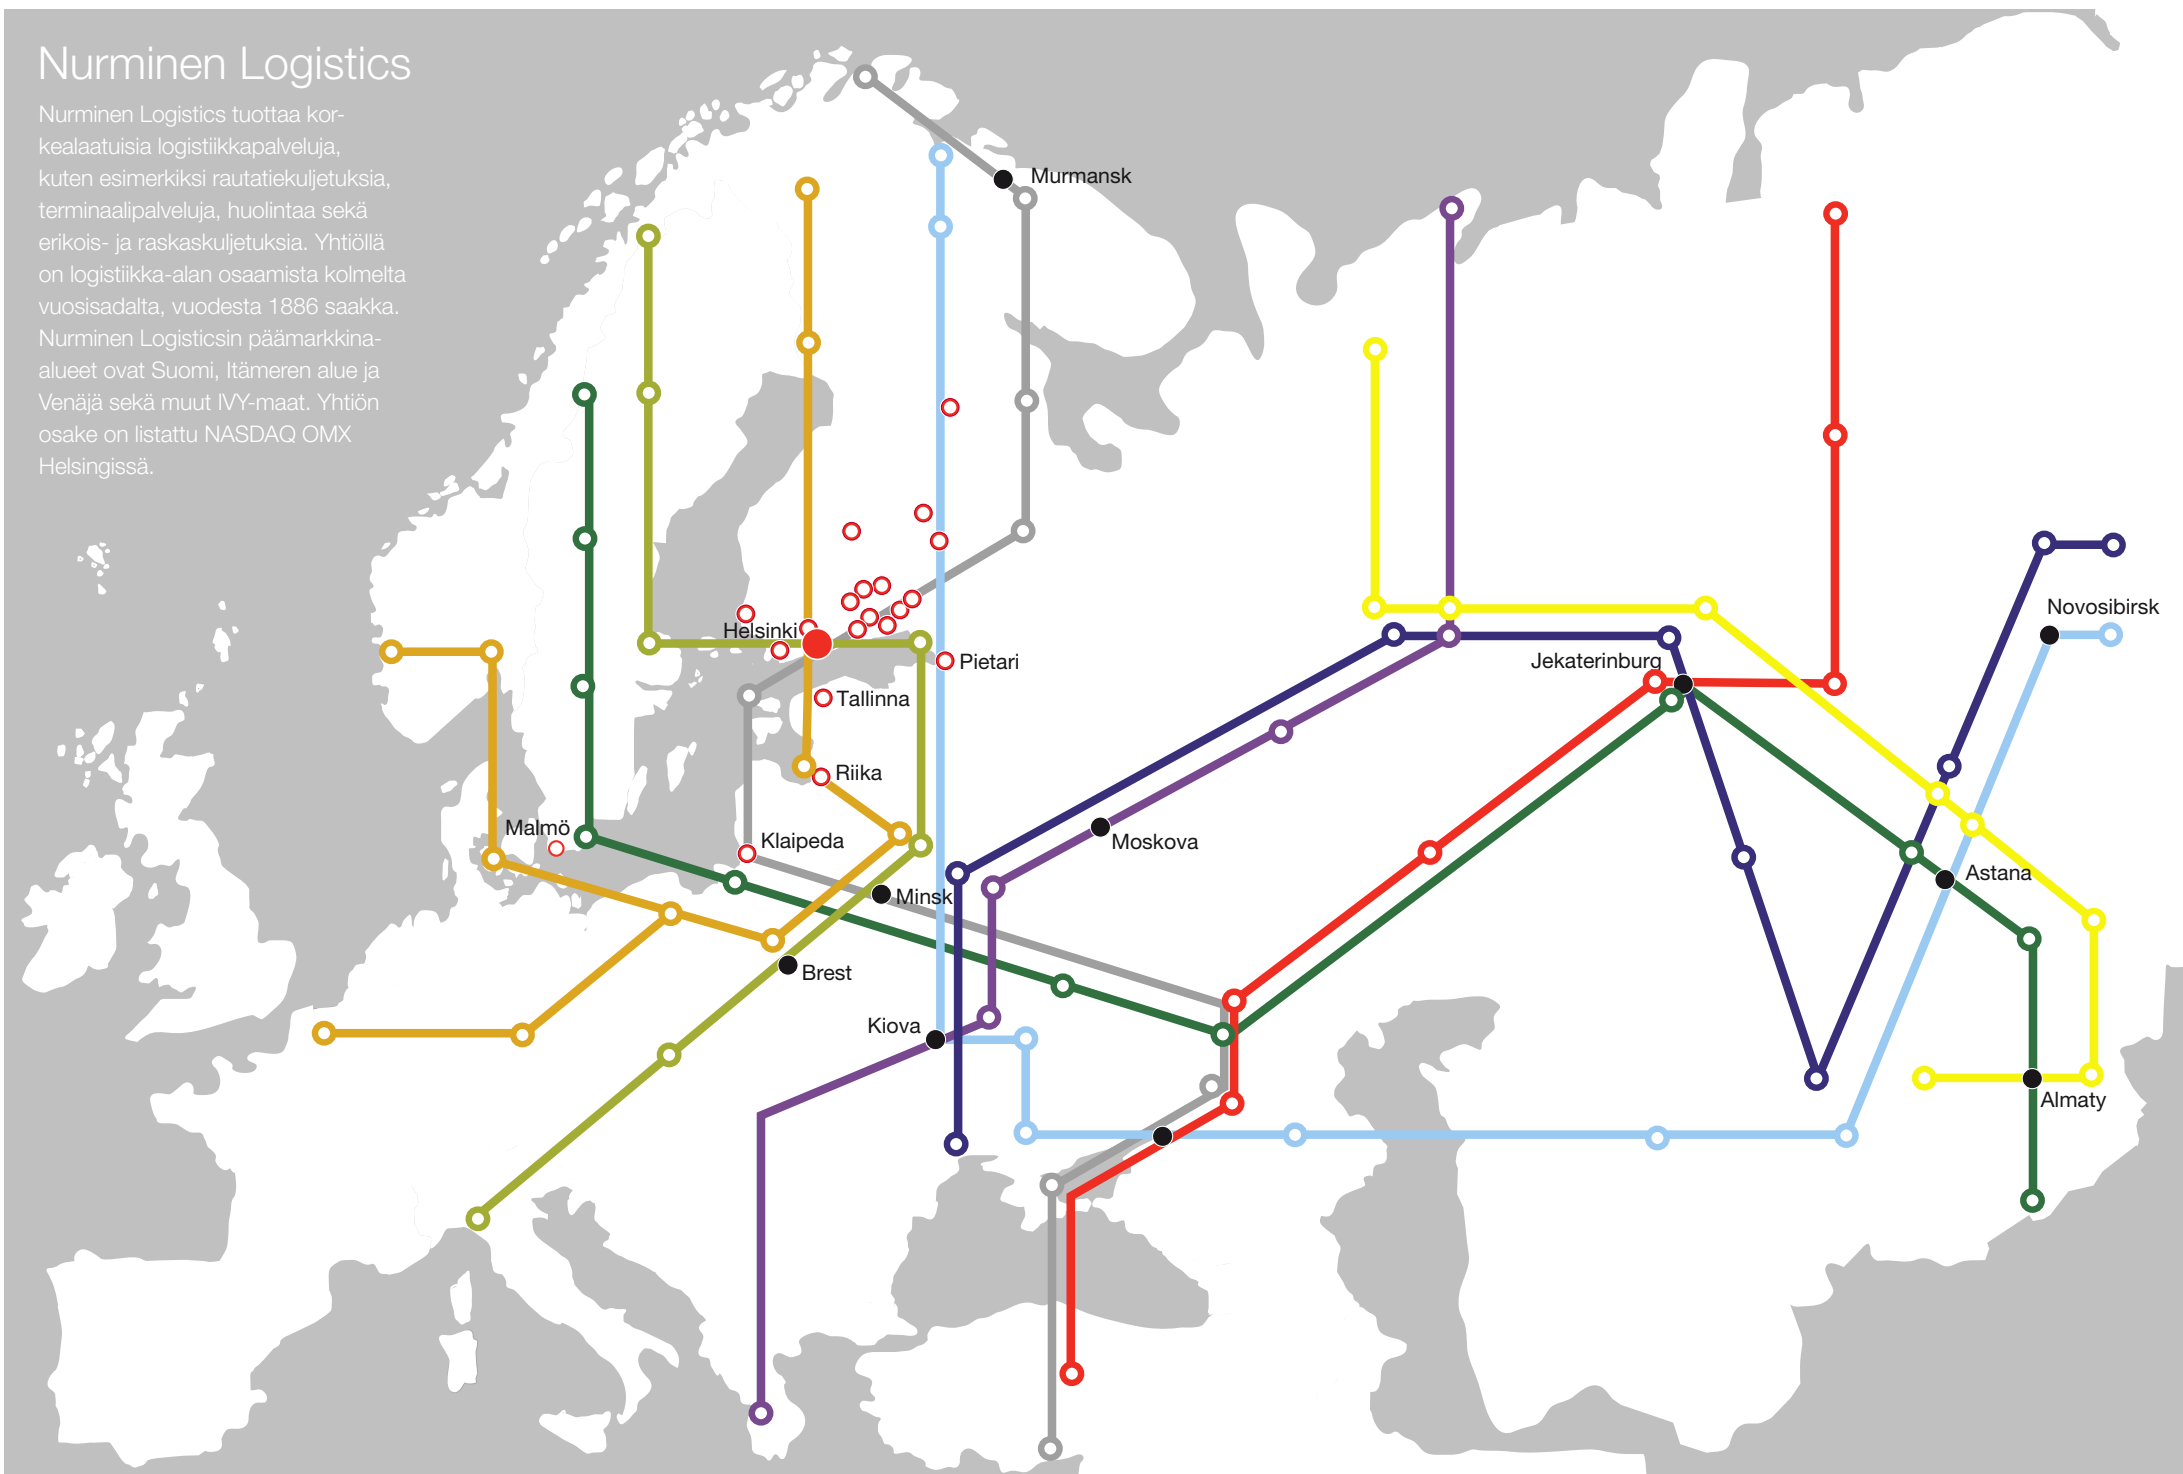 Nurminen Logistics
Nurminen Logistics tuottaa kor-
kealaatuisia logistiikkapalveluja,
kuten esimerkiksi rautatiekuljetuksia,
terminaalipalveluja, huolintaa sekä
erikois- ja raskaskuljetuksia. Yhtiöllä
on logistiikka-alan osaamista kolmelta
vuosisadalta, vuodesta 1886 saakka.
Nurminen Logisticsin päämarkkina-
alueet ovat Suomi, Itämeren alue ja
Venäjä sekä muut IVY-maat. Yhtiön
osake on listattu NASDAQ OMX
Helsingissä.
Murmansk
Novosibirsk
Helsinki
Pietari
Jekaterinburg
Tallinna
Riika
Malmö
Klaipeda
Moskova
Astana
Minsk
Brest
Kiova
Almaty